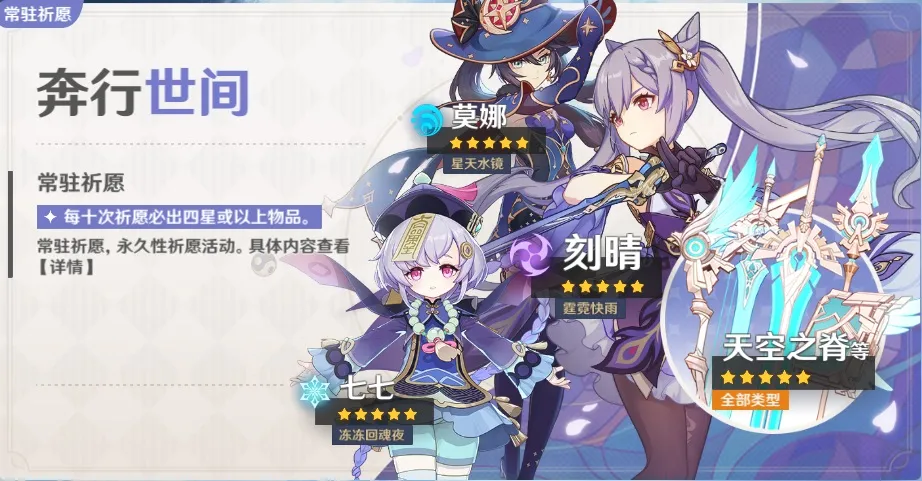 常驻祈愿
奔行世间
常驻祈愿
每十次祈愿必出四星或以上物品。
常驻祈愿，永久性祈愿活动。具体内容查看
【详情】
莫娜
星天水镜
刻晴
霆霓快雨
七七
冻冻回魂夜
天空之脊等
全部类型